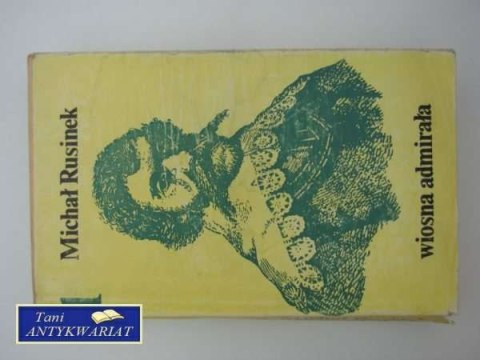 Michał Rusinek
wiosna admirała
Tani
ANTYKWARIAT